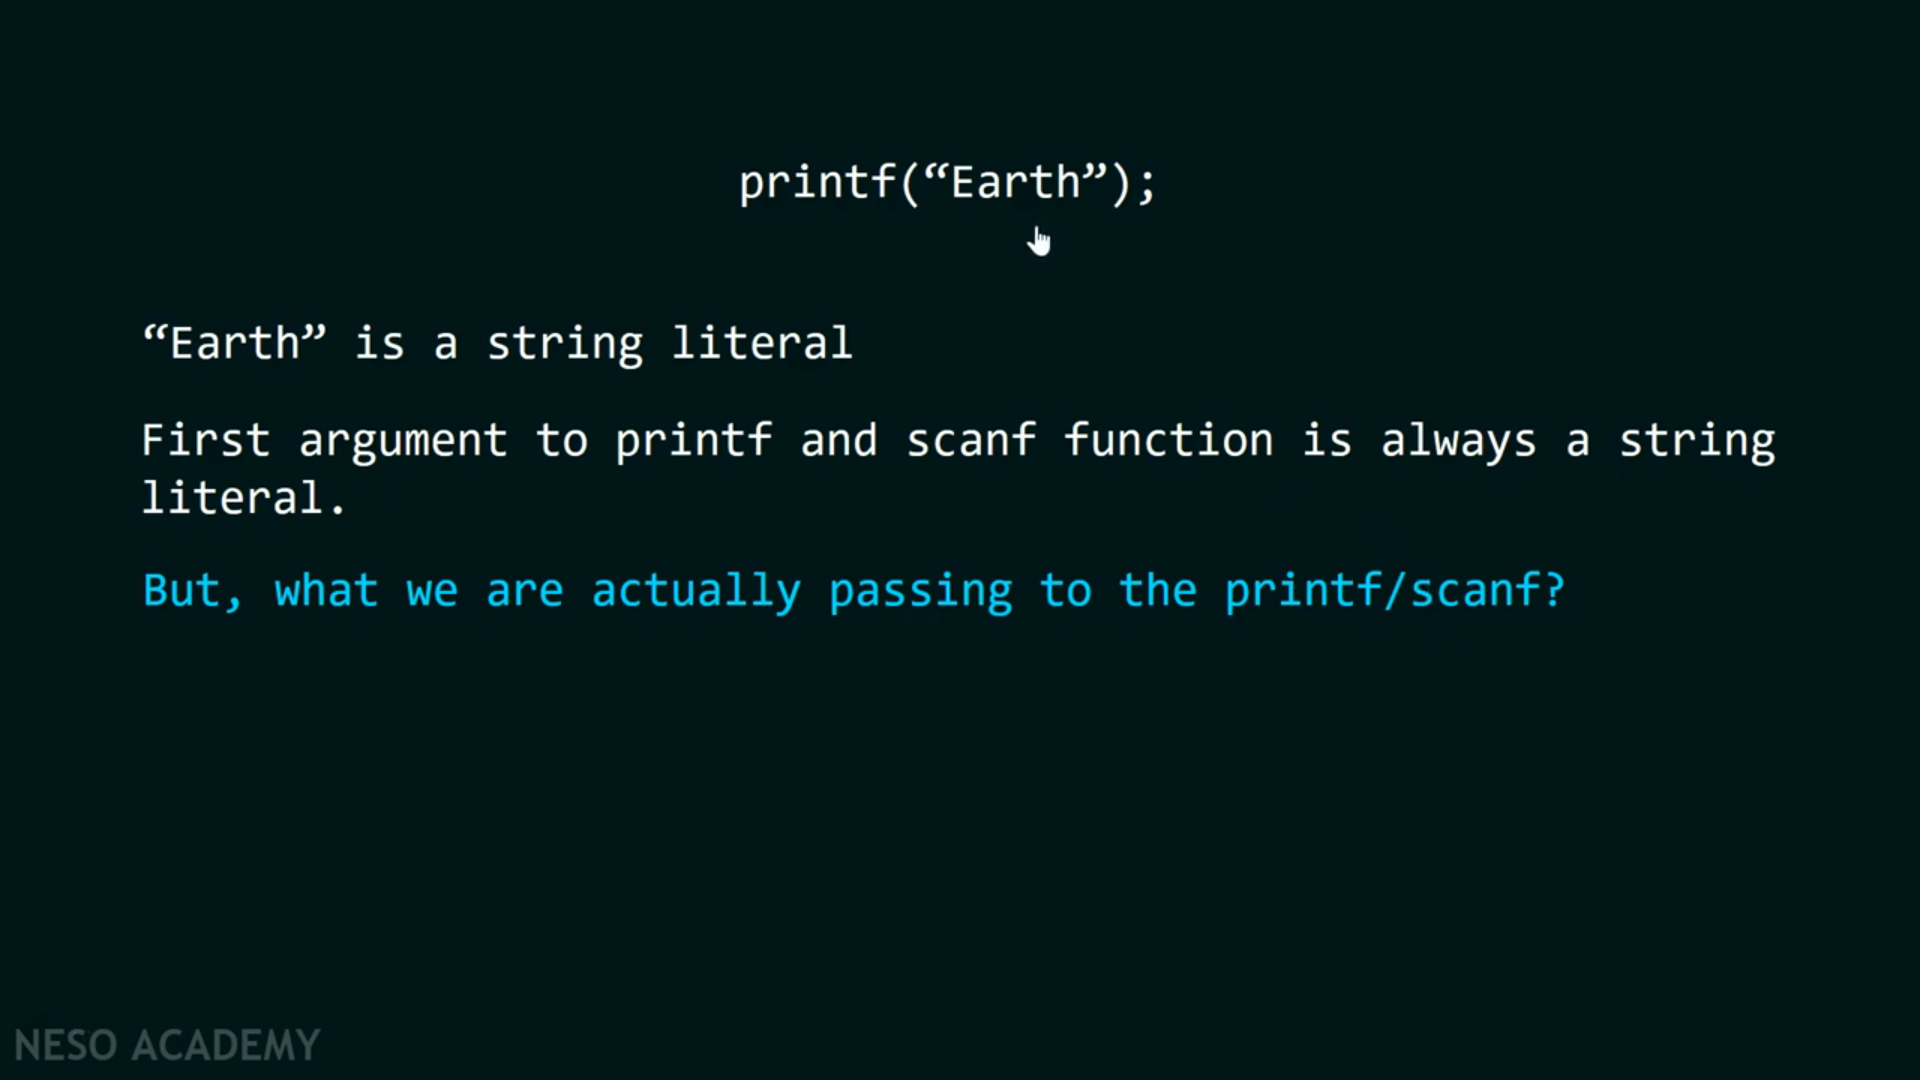 printf(“Earth”);
“Earth” is a string literal
First argument to printf and scanf function is always a string
literal.
But, what we are actually passing to the printf/scanf?
NESO ACADEMY